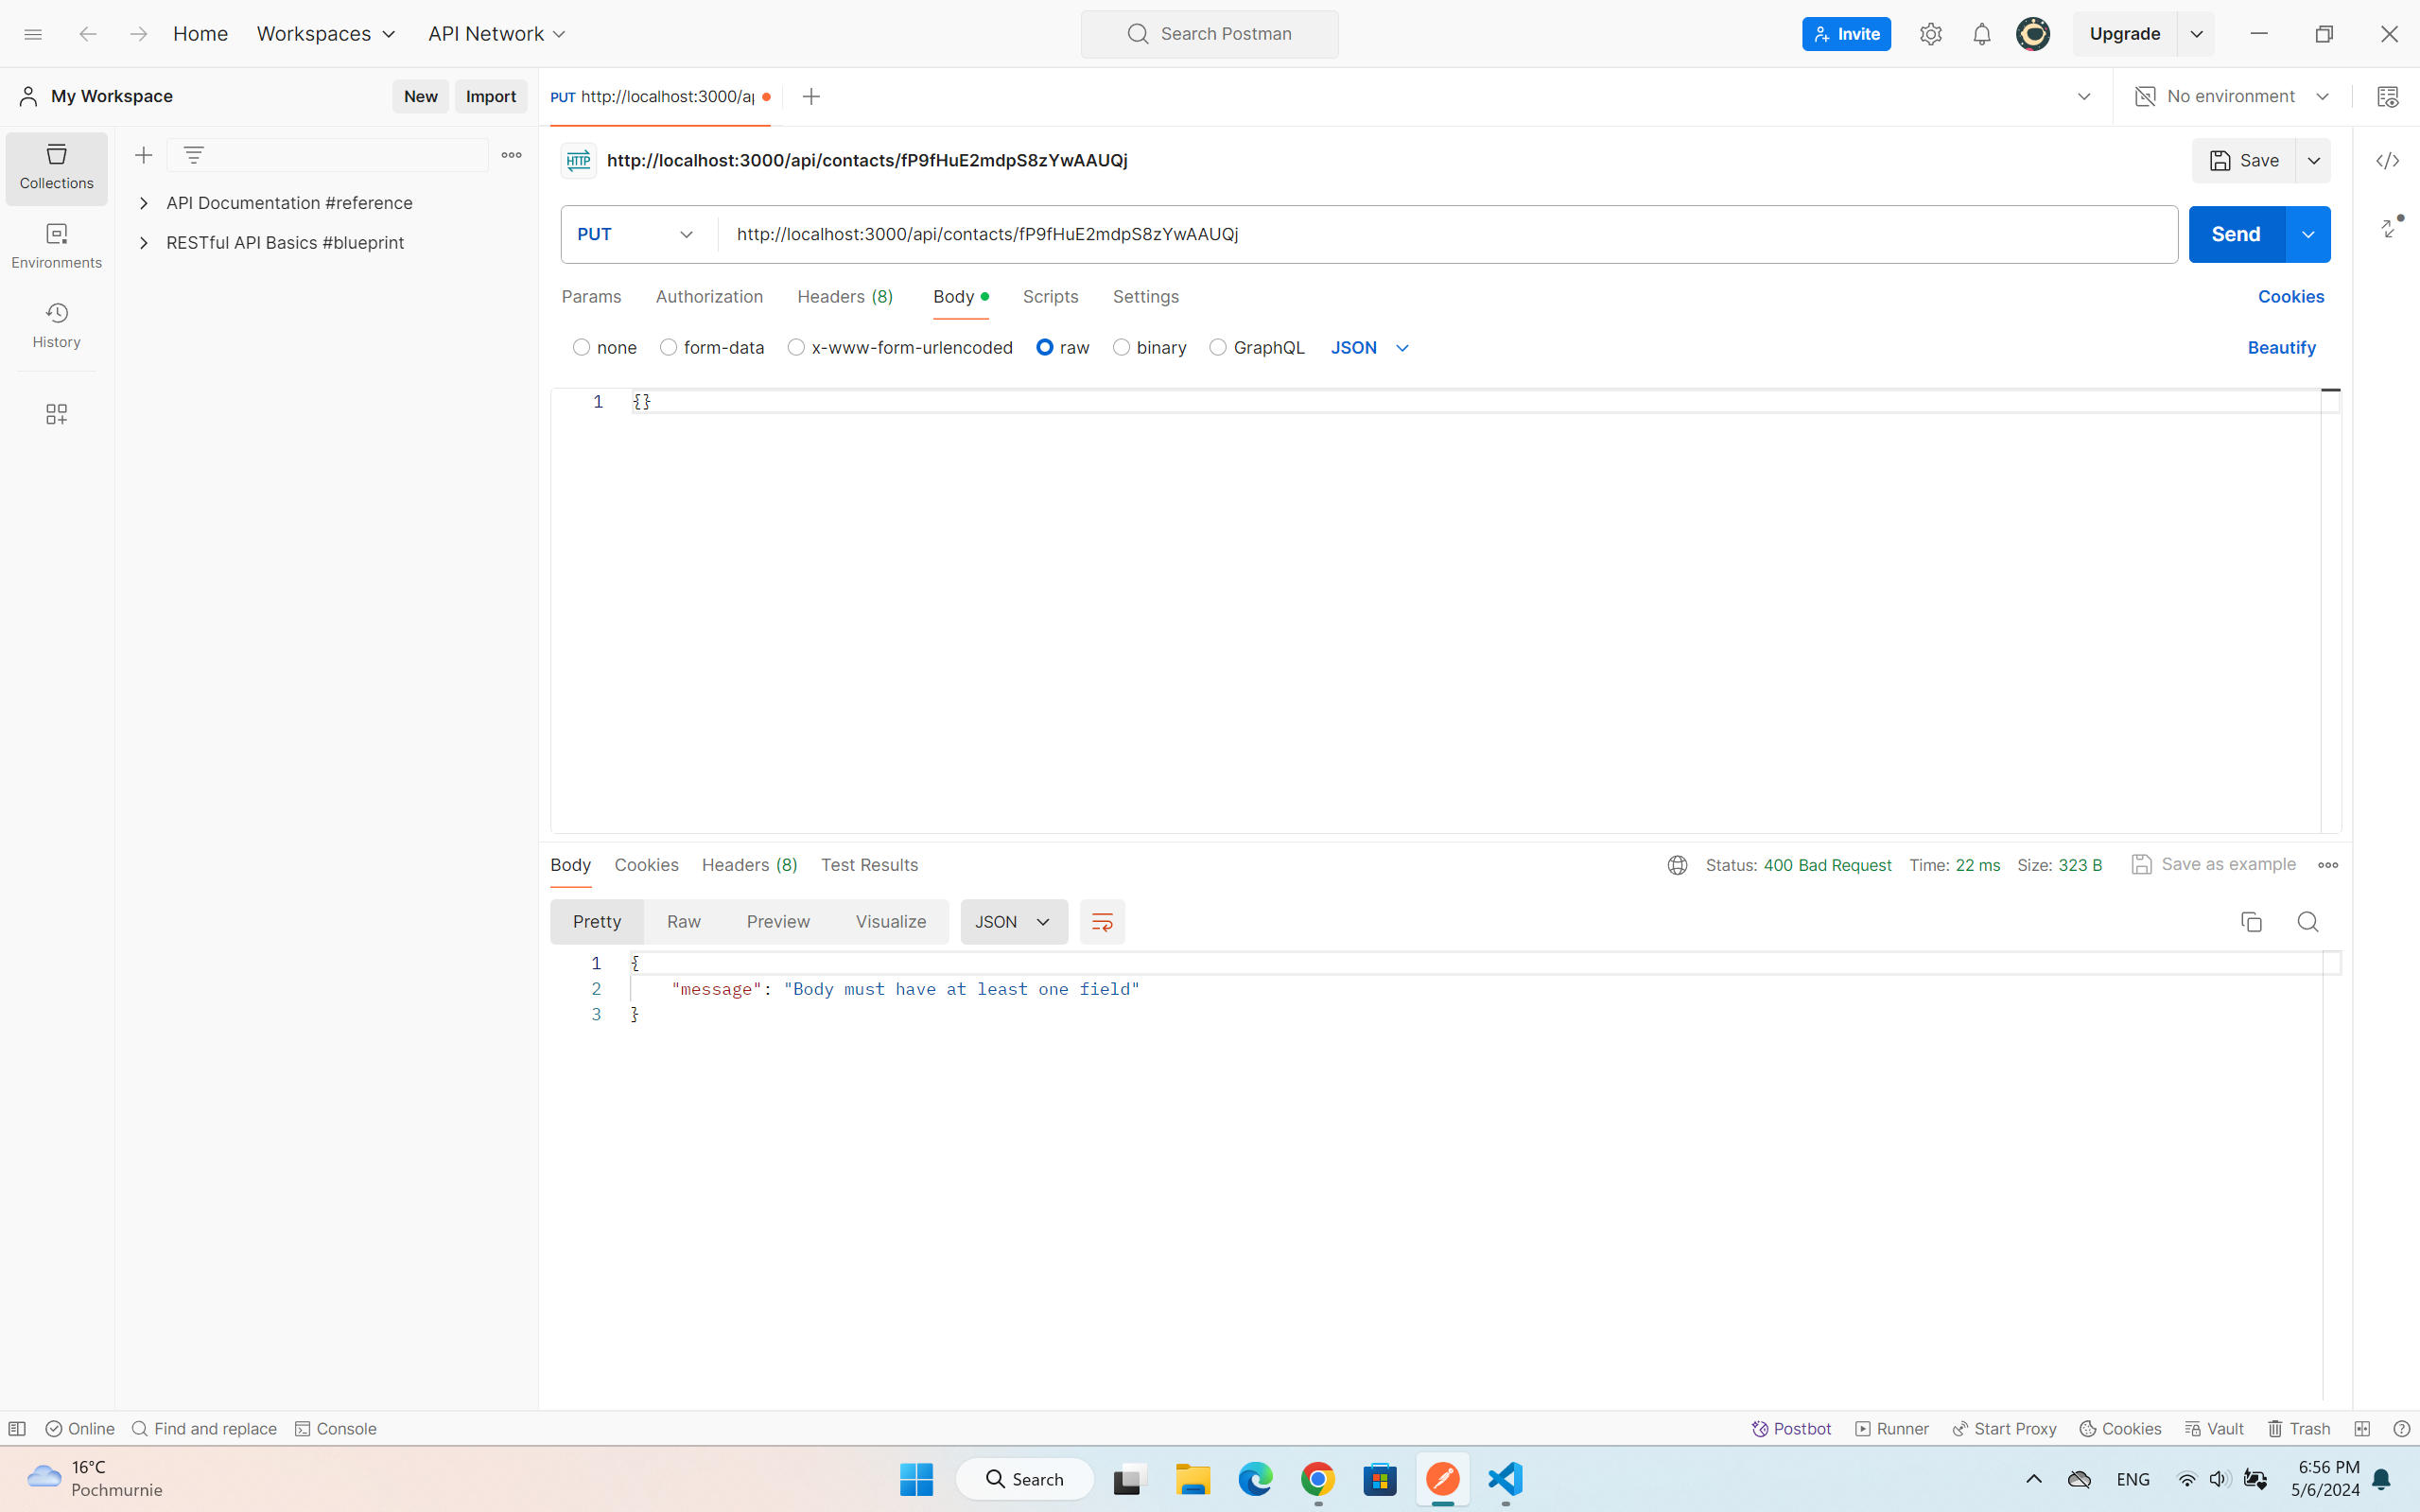 Home Workspaces API Network Search Postman Invite Upgrade
My Workspace New Import PUT http://localhost:3000/a No environment
Collections
Environments
History
API Documentation #reference
RESTful API Basics #blueprint
HTTP http://localhost:3000/api/contacts/fP9fHuE2mdpS8zYwAAUQj Save
PUT http://localhost:3000/api/contacts/fP9fHuE2mdpS8zYwAAUQj Send
Params Authorization Headers (8) Body Scripts Settings Cookies
none form-data x-www-form-urlencoded raw binary GraphQL JSON Beautify
1 {}
Body Cookies Headers (8) Test Results Status: 400 Bad Request Time: 22 ms Size: 323 B Save as example
Pretty Raw Preview Visualize JSON
1 {
2 "message": "Body must have at least one field"
3 }
Online Find and replace Console Postbot Runner Start Proxy Cookies Vault Trash
16°C
Pochmurnie
Search
ENG
6:56 PM
5/6/2024